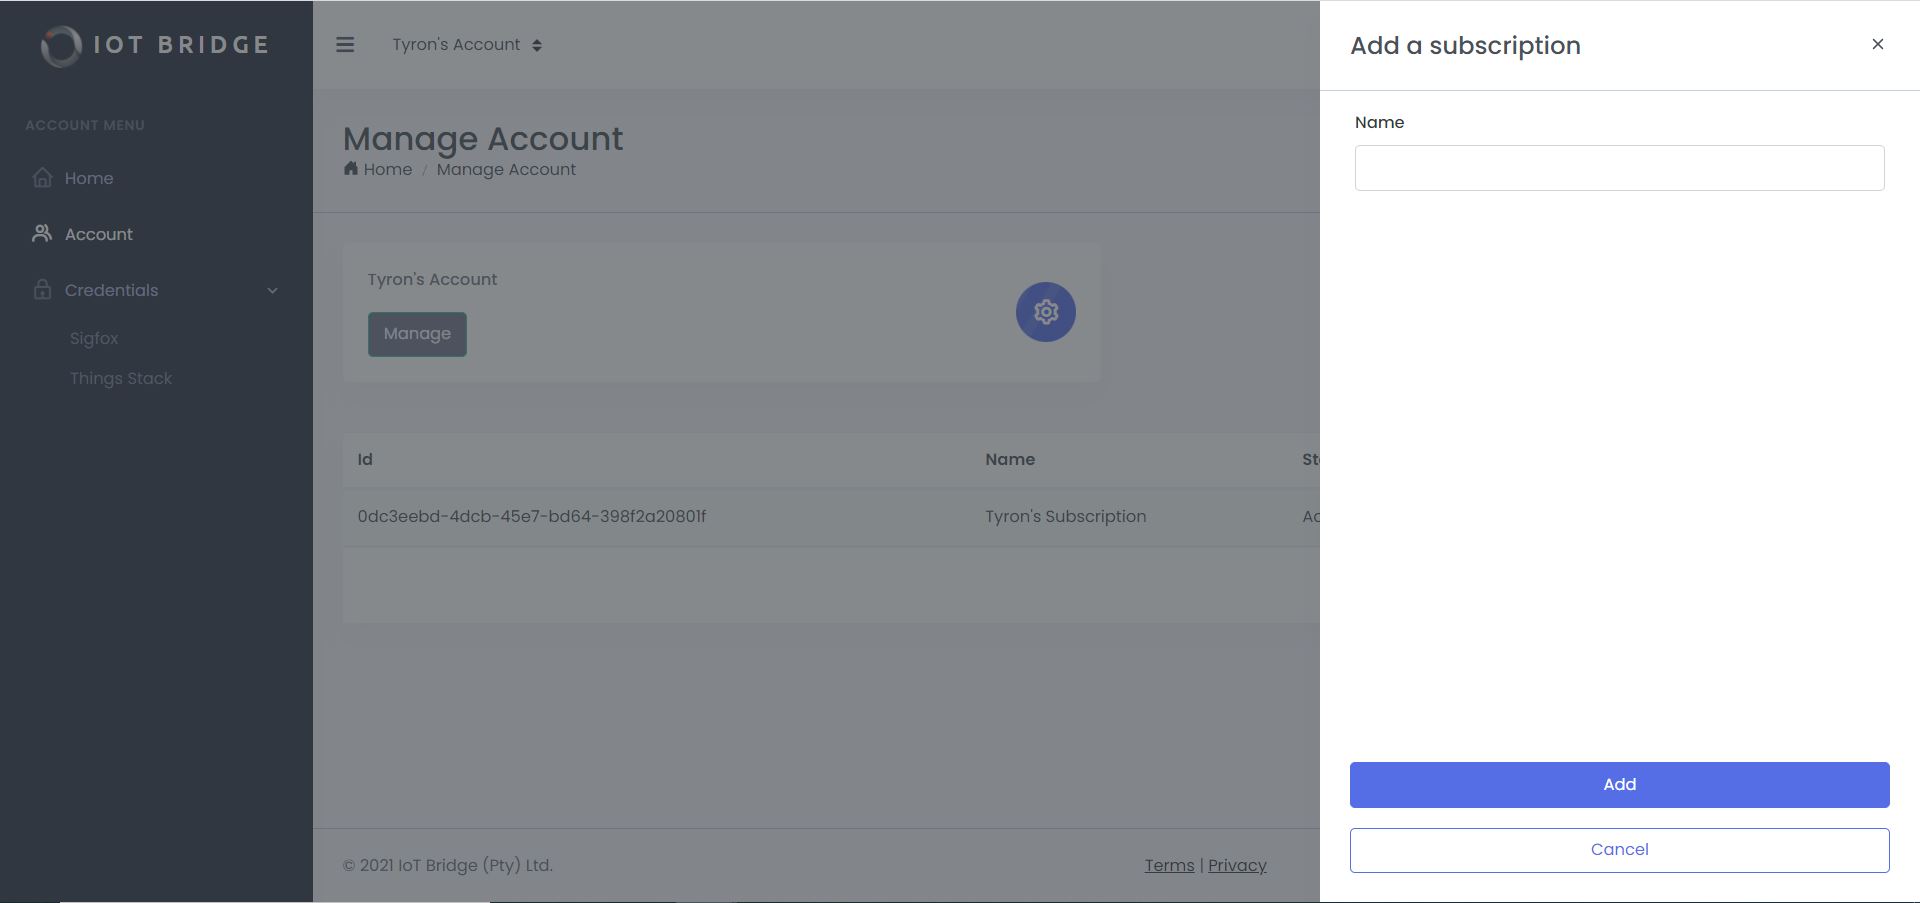 IOT BRIDGE
ACCOUNT MENU
Home
Account
Credentials
Sigfox
Things Stack
Tyron's Account
Manage Account
Home / Manage Account
Tyron's Account
Manage
Id Name St
0dc3eebd-4dcb-45e7-bd64-398f2a20801f Tyron's Subscription Ac
© 2021 IoT Bridge (Pty) Ltd. Terms | Privacy
Add a subscription
Name
Add
Cancel